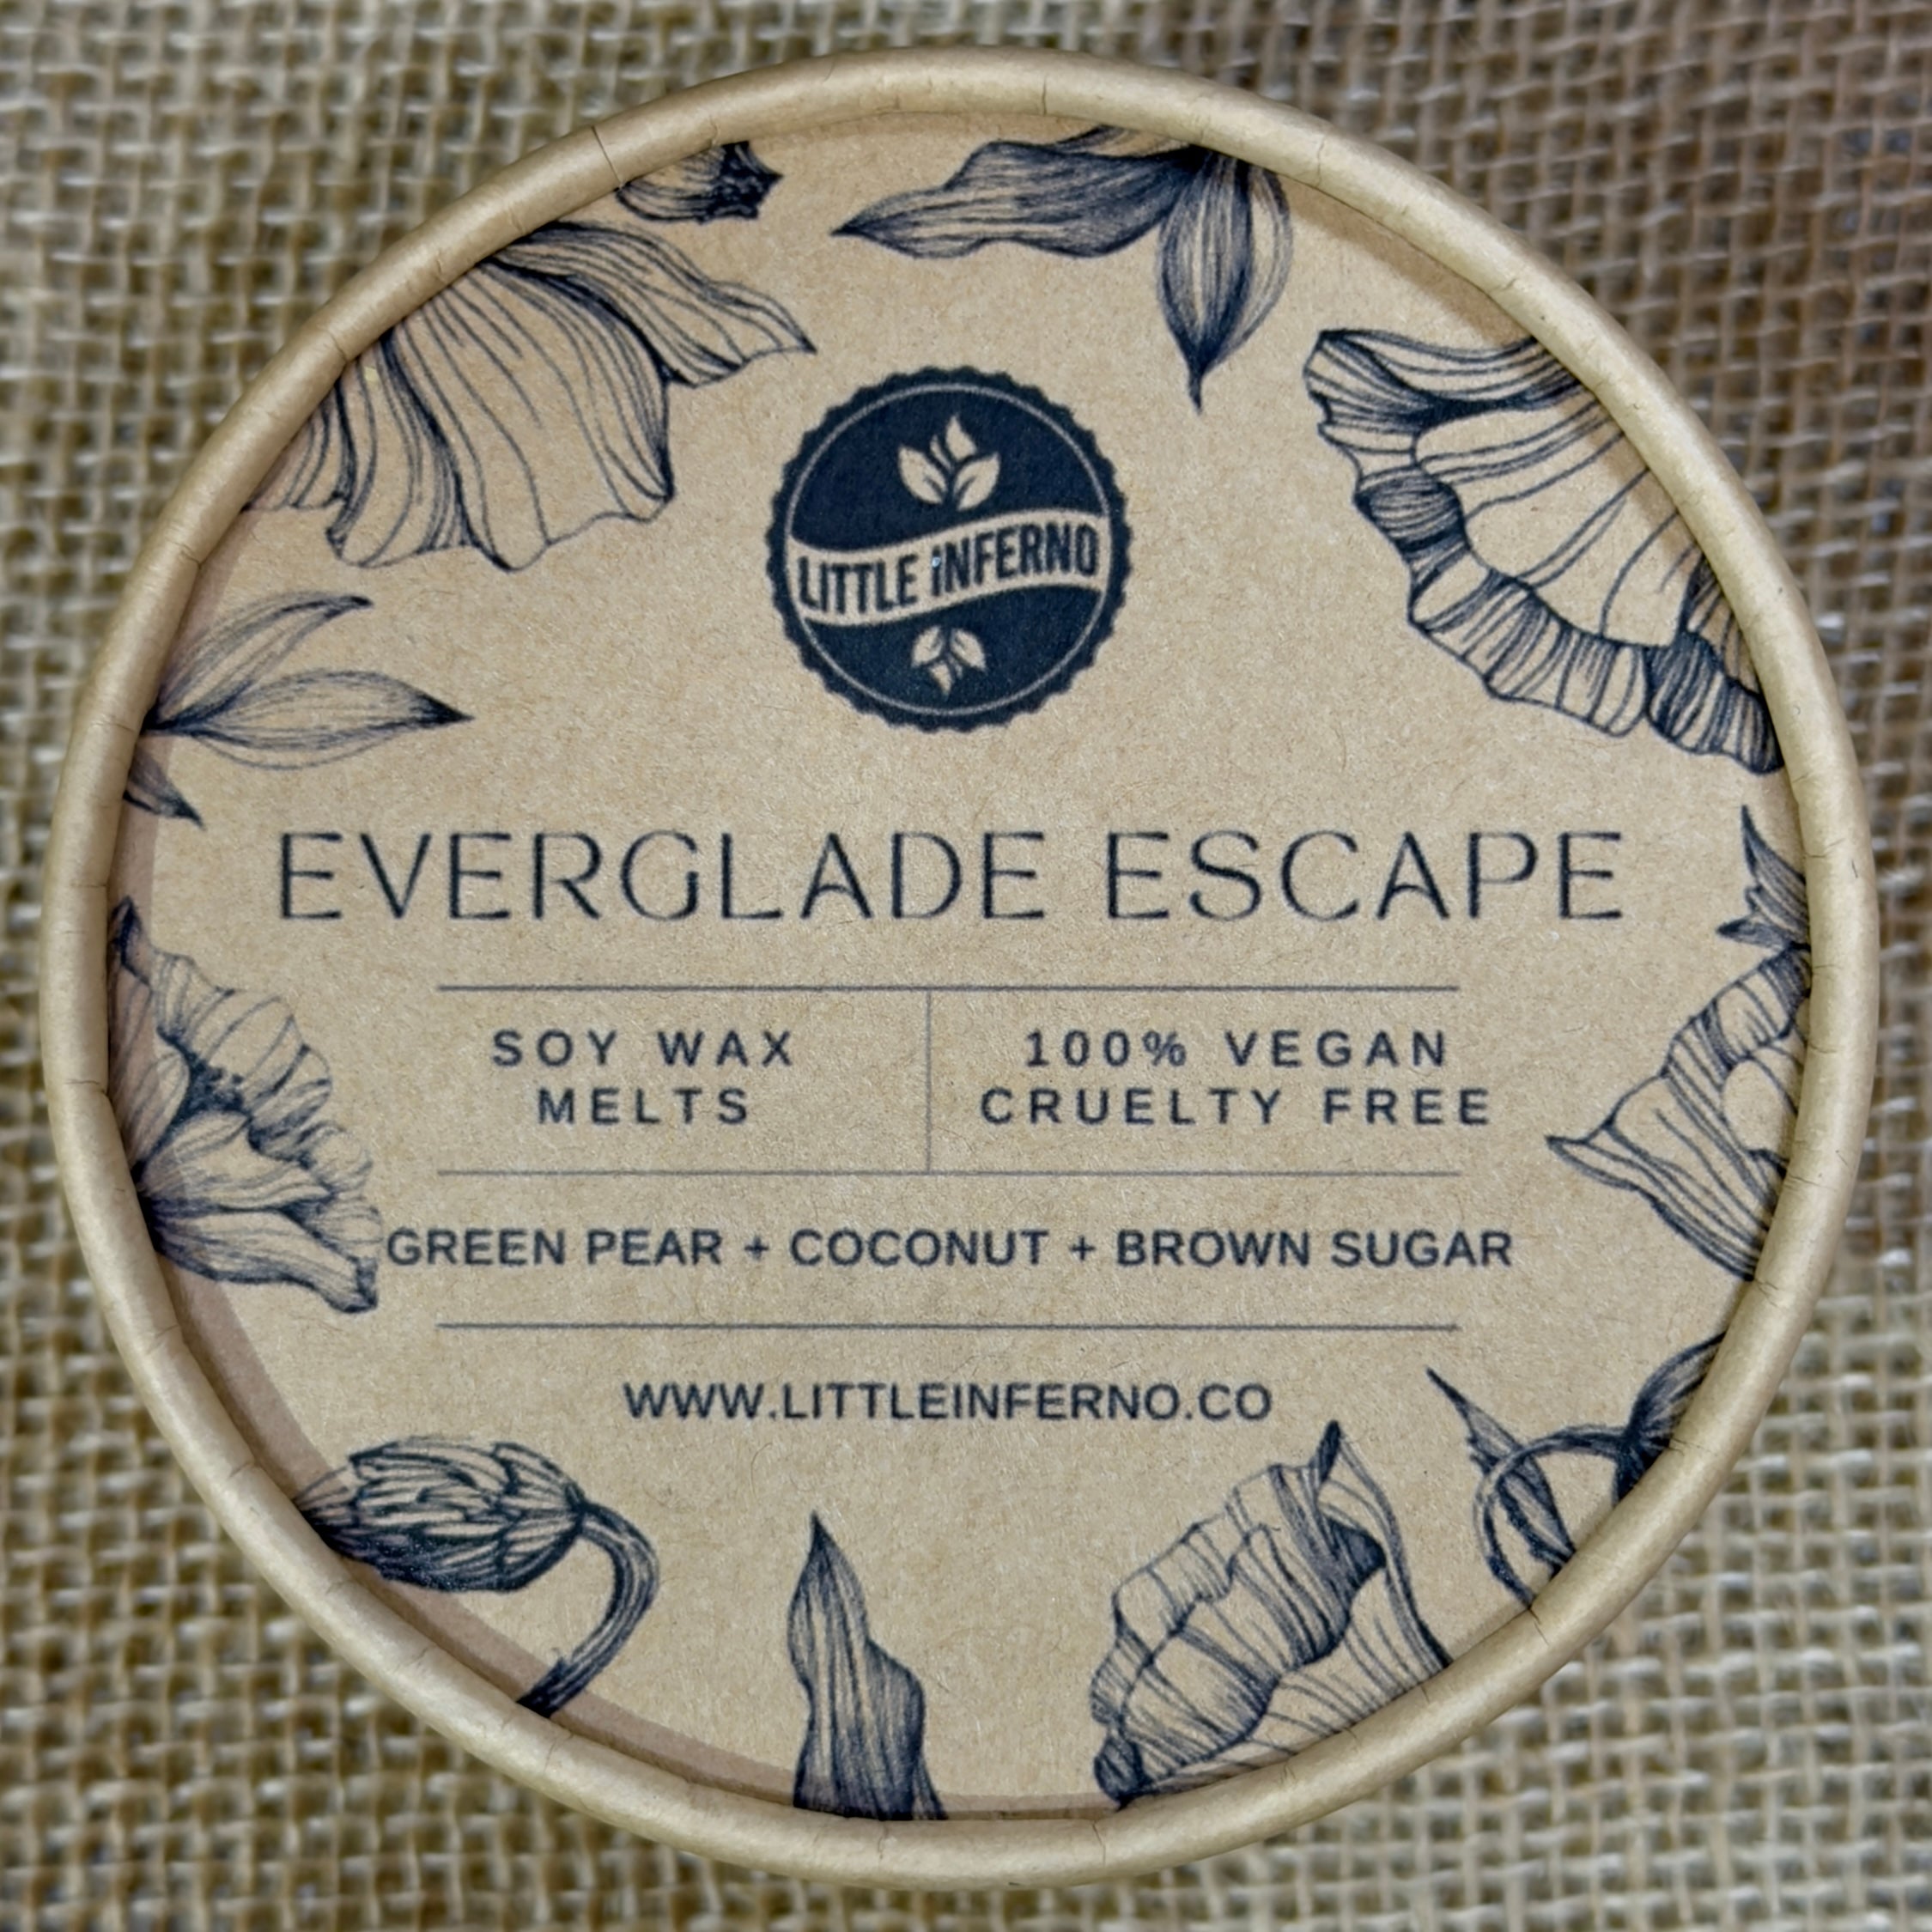 LITTLE iNFERNO
EVERGLADE ESCAPE
SOY WAX
MELTS
100% VEGAN
CRUELTY FREE
GREEN PEAR + COCONUT + BROWN SUGAR
WWW.LITTLEINFERNO.CO